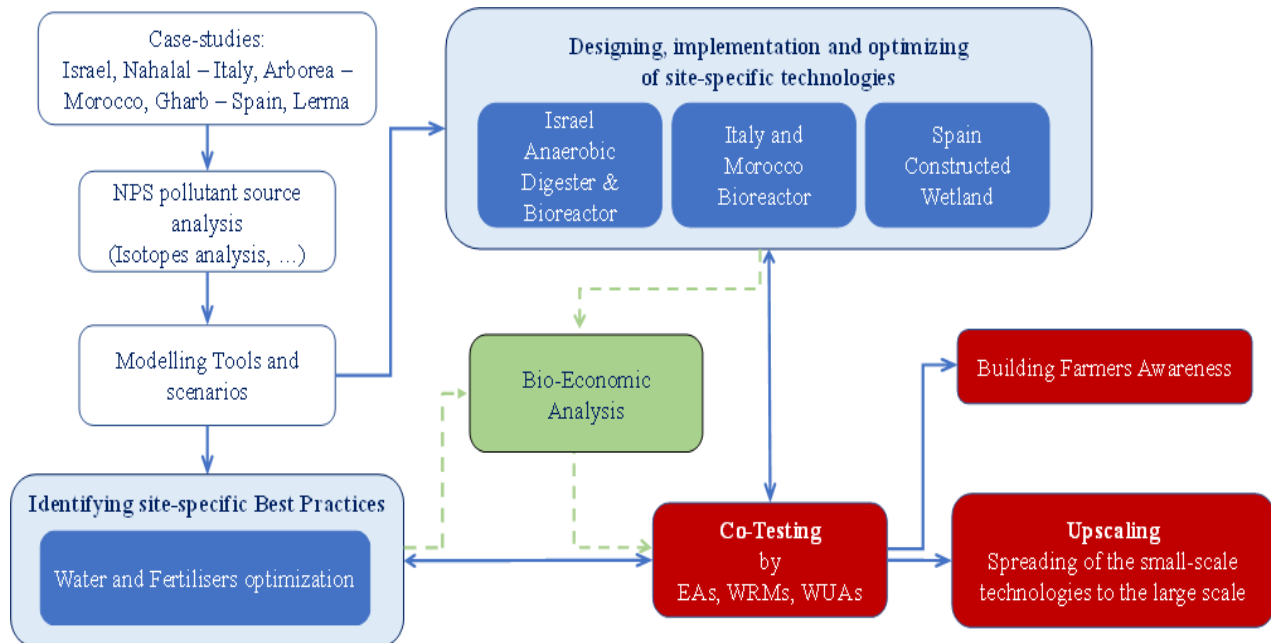 Case-studies:
Israel, Nahalal – Italy, Arborea –
Morocco, Gharb – Spain, Lerma
NPS pollutant source
analysis
(Isotopes analysis, …)
Modelling Tools and
scenarios
Identifying site-specific Best Practices
Water and Fertilisers optimization
Designing, implementation and optimizing
of site-specific technologies
Israel
Anaerobic
Digester &
Bioreactor
Italy and
Morocco
Bioreactor
Spain
Constructed
Wetland
Bio-Economic
Analysis
Co-Testing
by
EAs, WRMs, WUAs
Building Farmers Awareness
Upscaling
Spreading of the small-scale
technologies to the large scale